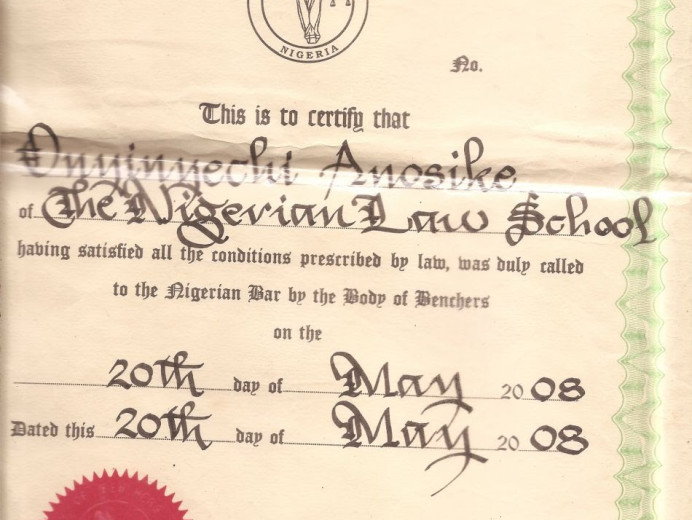 NIGERIA
No.
This is to certify that
Onyinyechi Anosike
of The Nigerian Law School
having satisfied all the conditions prescribed by law, was duly called
to the Nigerian Bar by the Body of Benchers
on the
20th day of May 2008
Dated this 20th day of May 2008